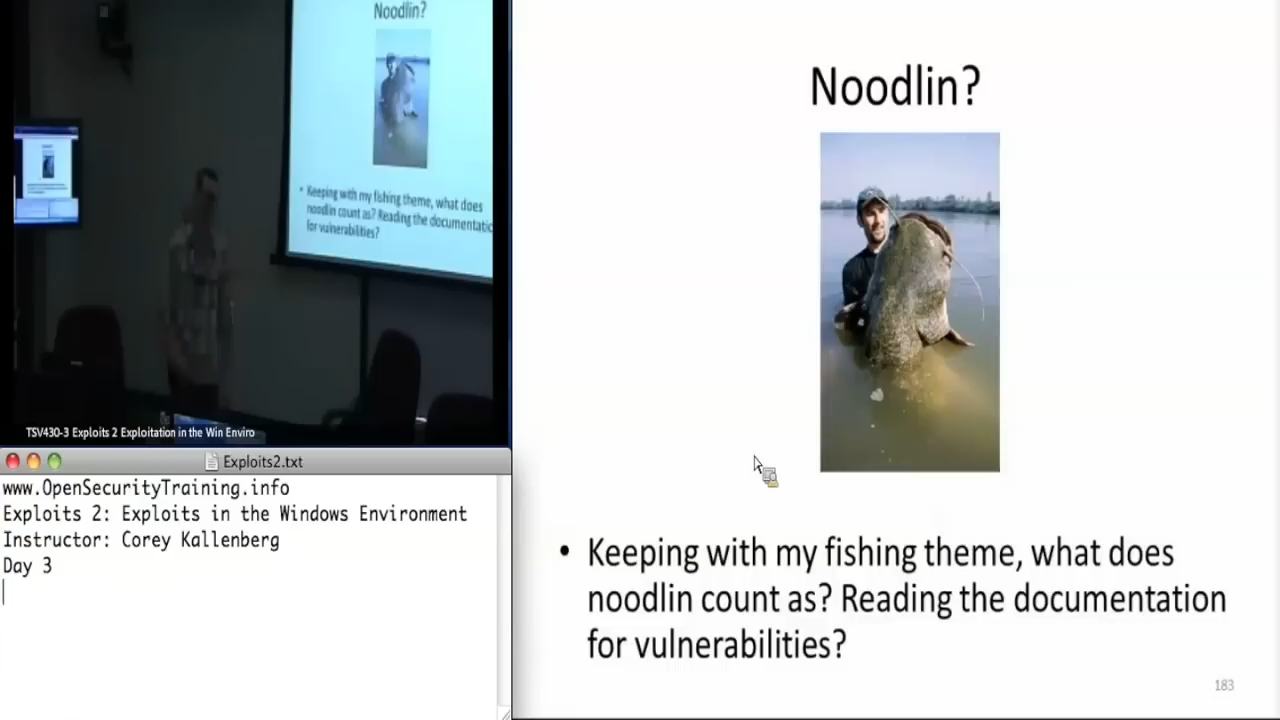 Noodlin?
Keeping with my fishing theme, what does
noodlin count as? Reading the documentatio
for vulnerabilities?
TSV430-3 Exploits 2 Exploitation in the Win Enviro
Exploits2.txt
www.OpenSecurityTraining.info
Exploits 2: Exploits in the Windows Environment
Instructor: Corey Kallenberg
Day 3
Noodlin?
• Keeping with my fishing theme, what does
noodlin count as? Reading the documentation
for vulnerabilities?
183